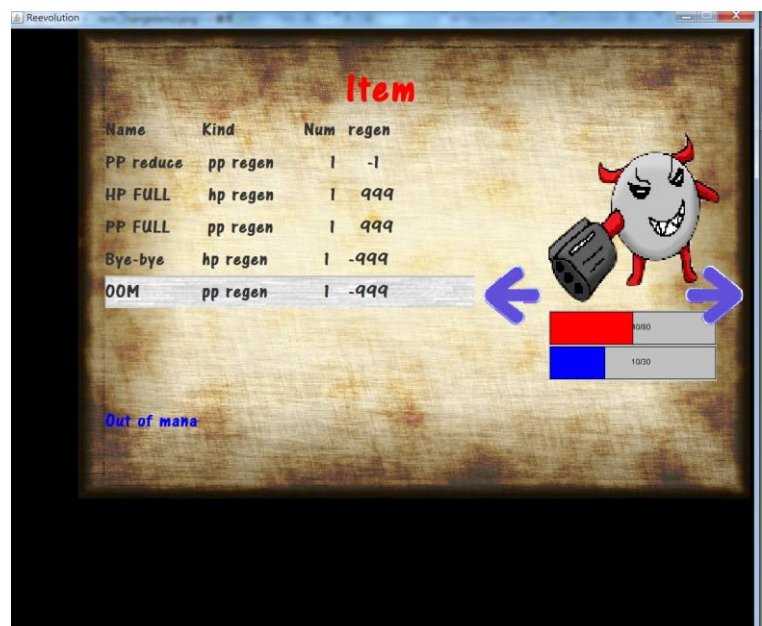 Reevolution
Item
Name Kind Num regen
PP reduce pp regen 1 -1
HP FULL hp regen 1 999
PP FULL pp regen 1 999
Bye-bye hp regen 1 -999
OOM pp regen 1 -999
40/80
10/30
Out of mana